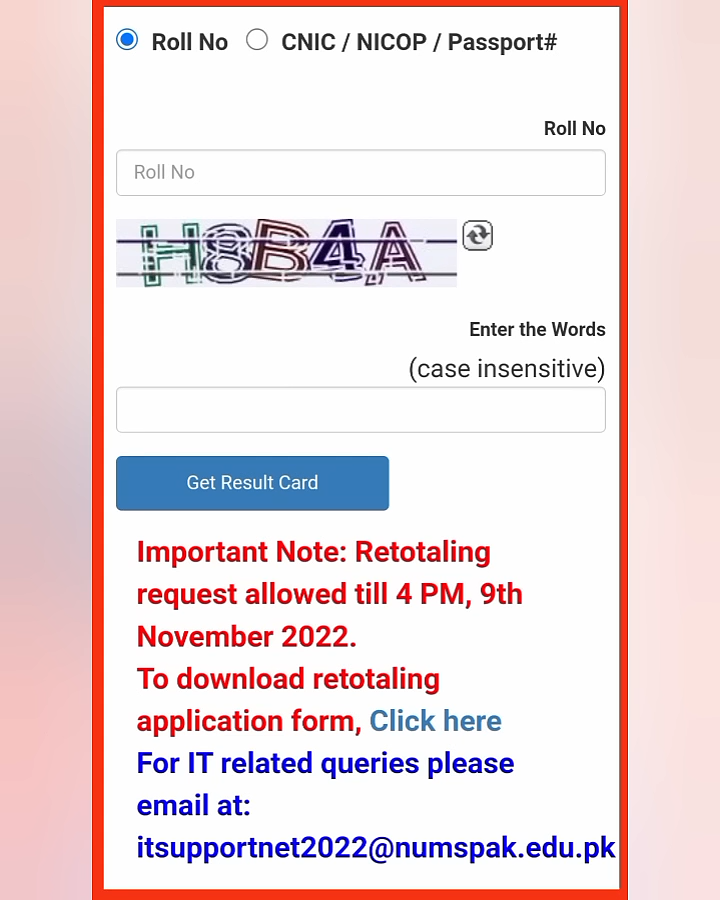 Roll No CNIC / NICOP / Passport#
Roll No
Roll No
H8B4A
Enter the Words
(case insensitive)
Get Result Card
Important Note: Retotaling
request allowed till 4 PM, 9th
November 2022.
To download retotaling
application form, Click here
For IT related queries please
email at:
itsupportnet2022@numspak.edu.pk